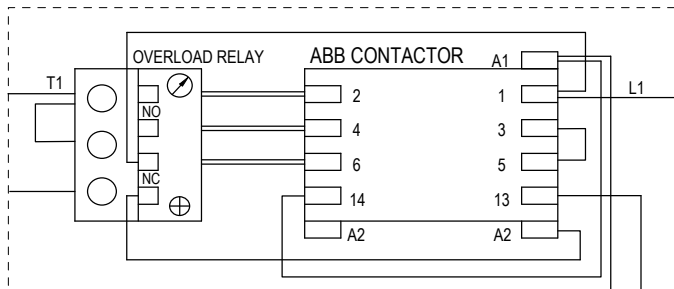 OVERLOAD RELAY
ABB CONTACTOR
A1
T1
L1
2
1
NO
4
3
6
5
NC
14
13
A2
A2